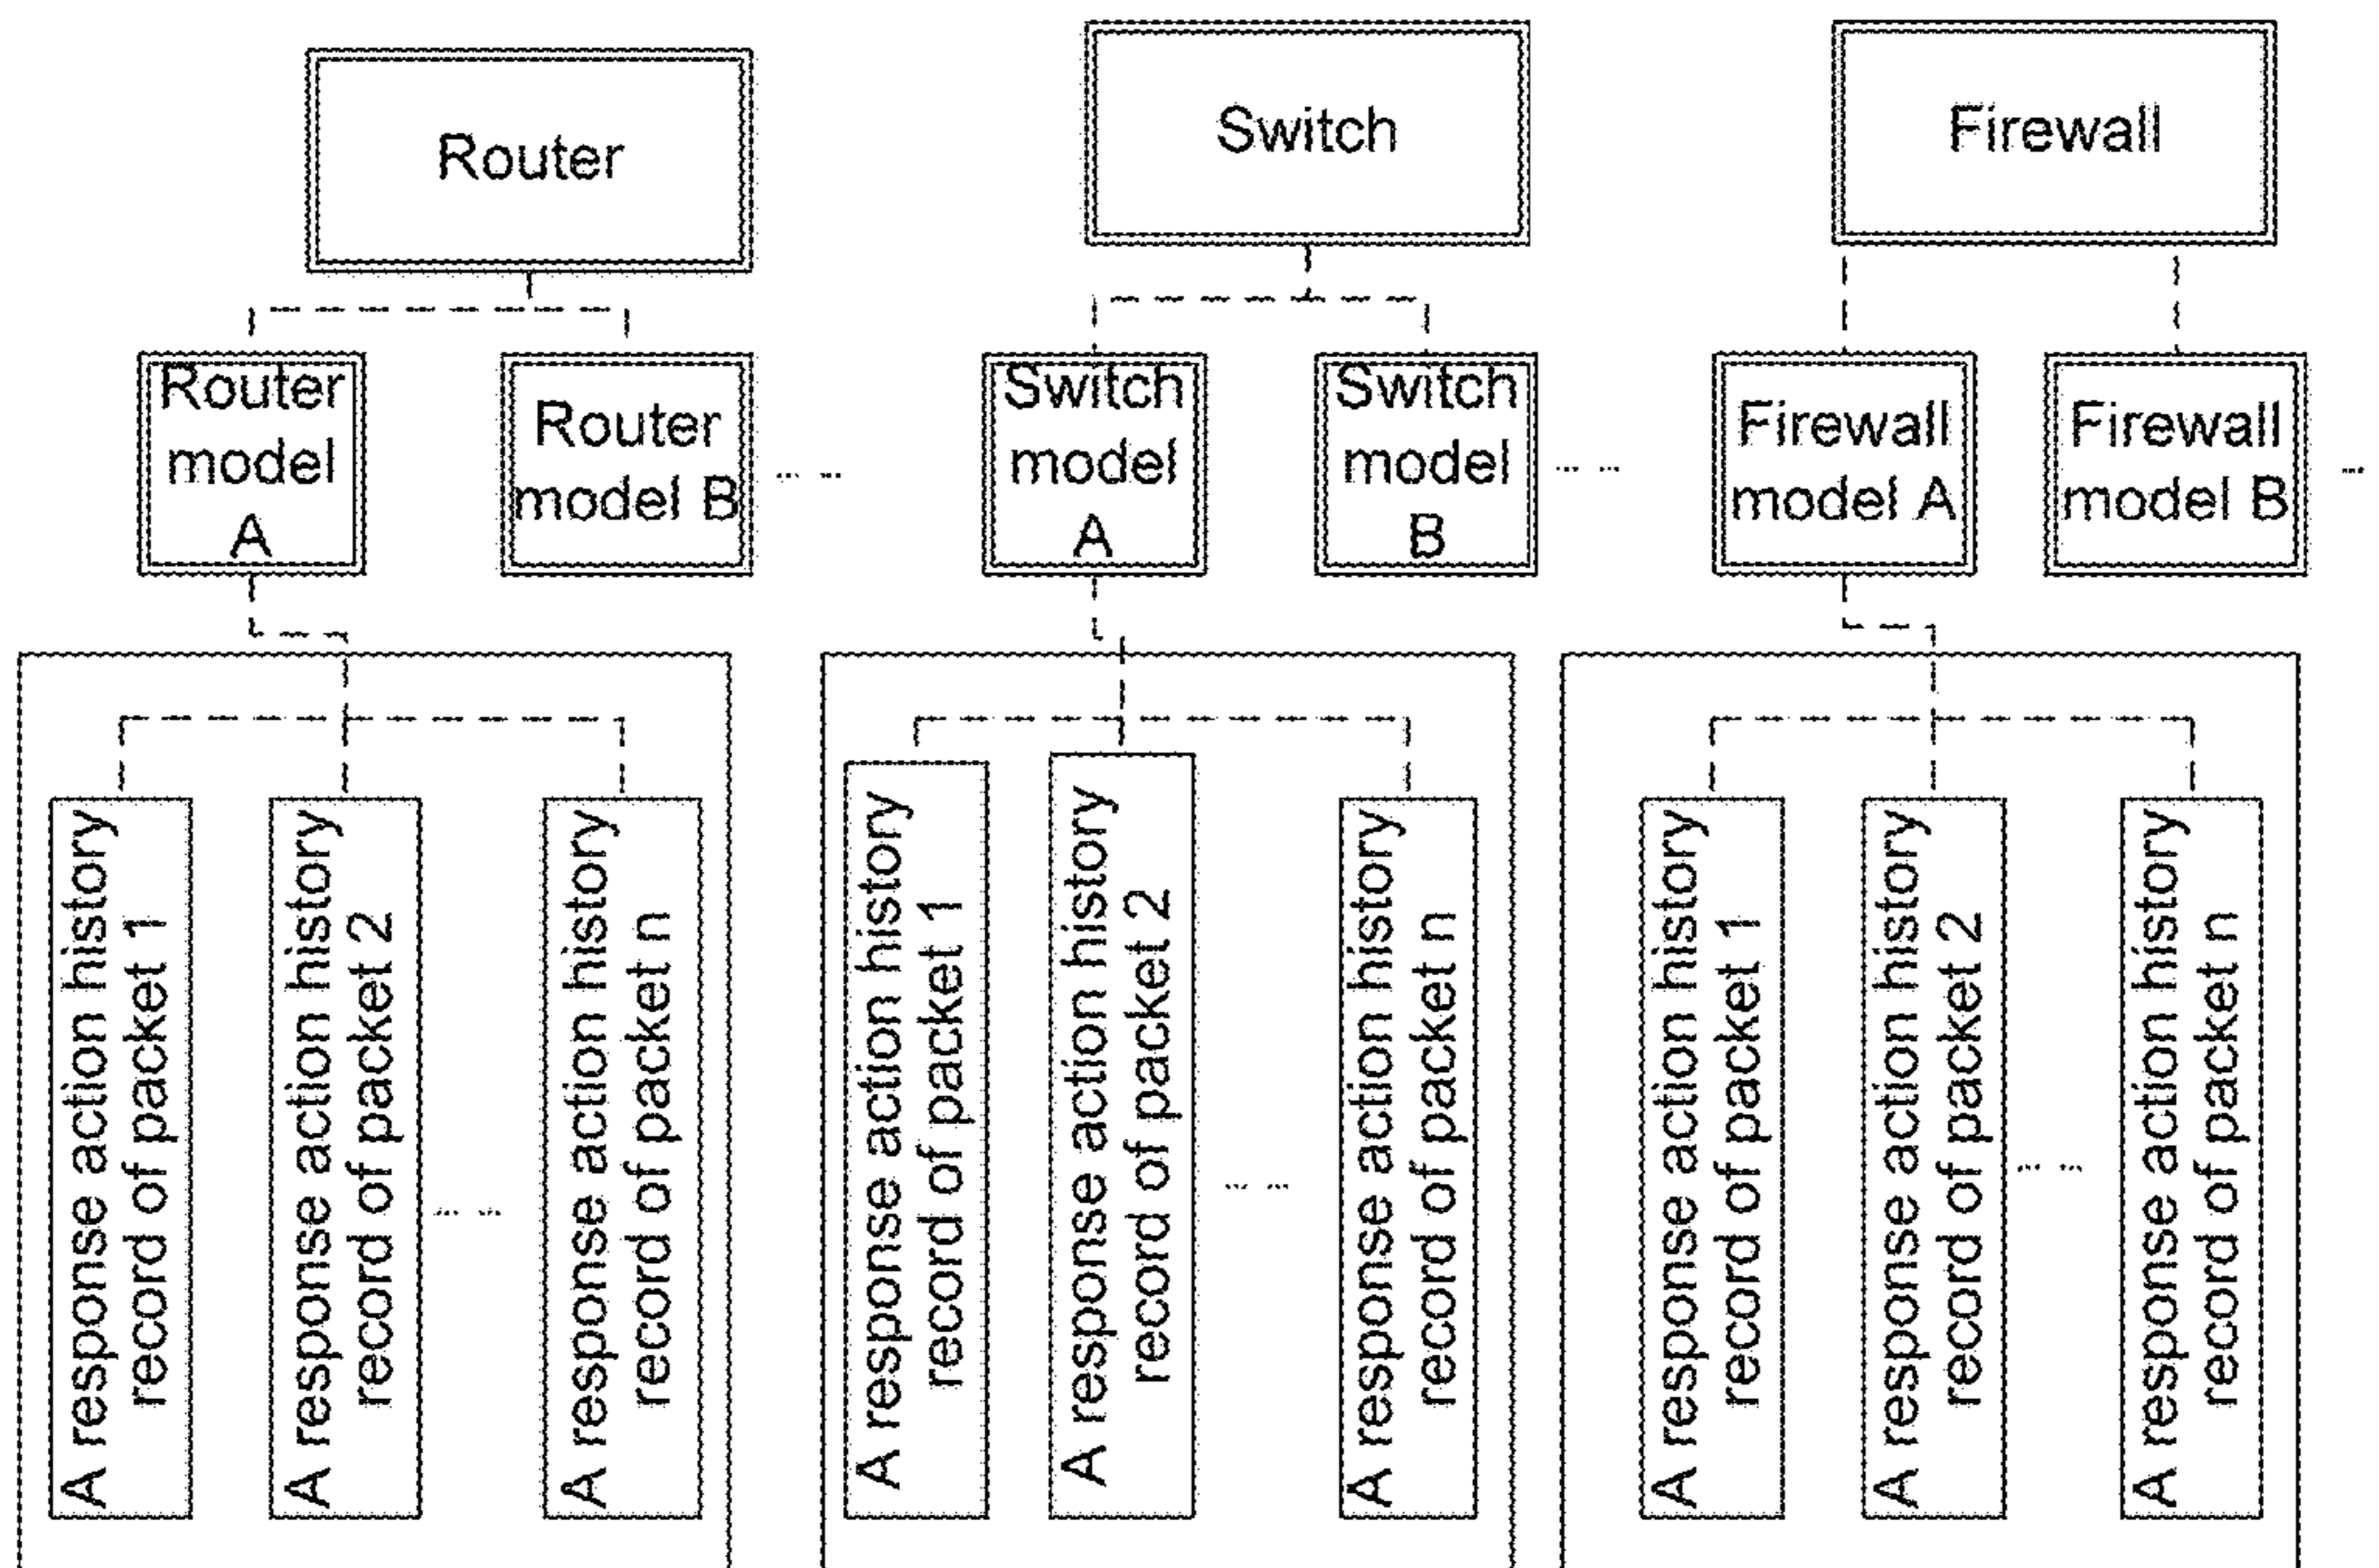 Router
Switch
Firewall
Router
model
A
Router
model B
... ...
Switch
model
A
Switch
model
B
... ...
Firewall
model A
Firewall
model B
...
A response action history
record of packet 1
A response action history
record of packet 2
... ...
A response action history
record of packet n
A response action history
record of packet 1
A response action history
record of packet 2
... ...
A response action history
record of packet n
A response action history
record of packet 1
A response action history
record of packet 2
... ...
A response action history
record of packet n